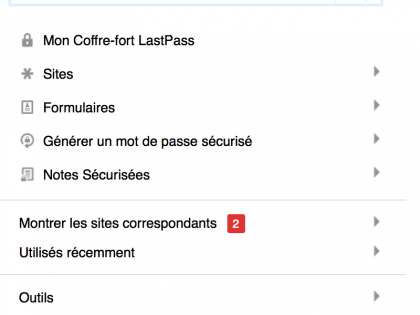 Mon Coffre-fort LastPass
Sites
Formulaires
Générer un mot de passe sécurisé
Notes Sécurisées
Montrer les sites correspondants 2
Utilisés récemment
Outils